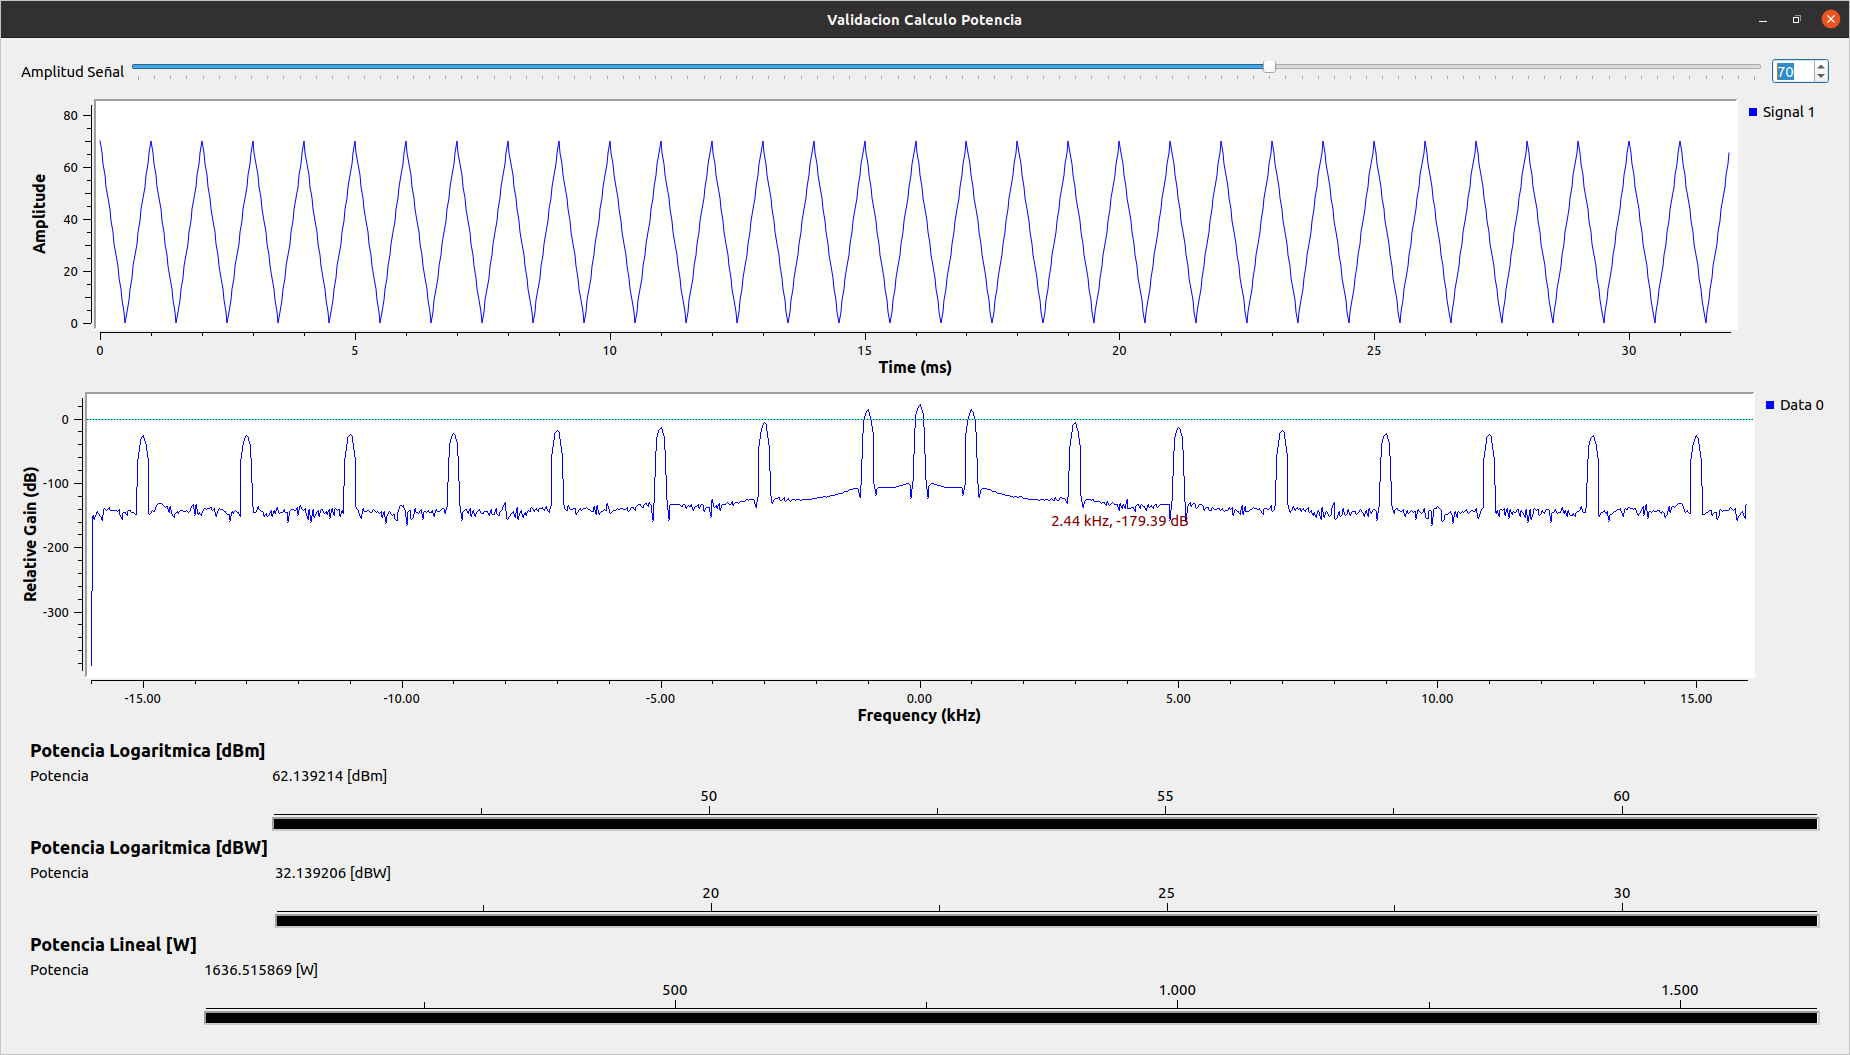 Validacion Calculo Potencia
Amplitud Señal
70
80
60
40
20
0
Amplitude
Signal 1
0 5 10 15 20 25 30
Time (ms)
0
-100
-200
-300
Relative Gain (dB)
Data 0
2.44 kHz, -179.39 dB
-15.00 -10.00 -5.00 0.00 5.00 10.00 15.00
Frequency (kHz)
Potencia Logaritmica [dBm]
Potencia 62.139214 [dBm]
50 55 60
Potencia Logaritmica [dBW]
Potencia 32.139206 [dBW]
20 25 30
Potencia Lineal [W]
Potencia 1636.515869 [W]
500 1.000 1.500